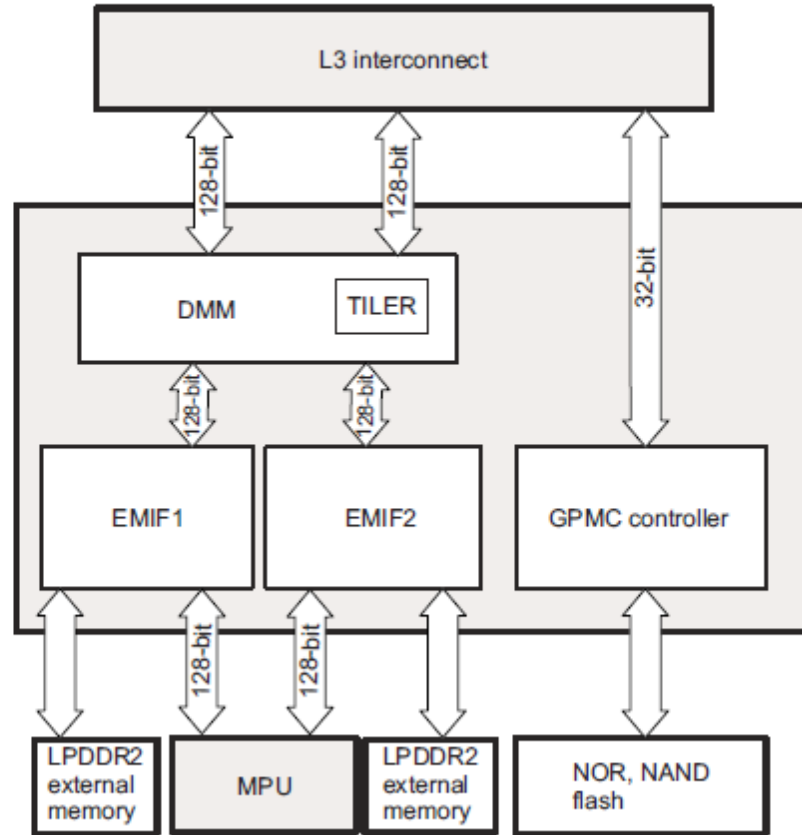 L3 interconnect
128-bit
128-bit
32-bit
DMM
TILER
128-bit
128-bit
EMIF1
EMIF2
GPMC controller
128-bit
128-bit
LPDDR2
external
memory
MPU
LPDDR2
external
memory
NOR, NAND
flash